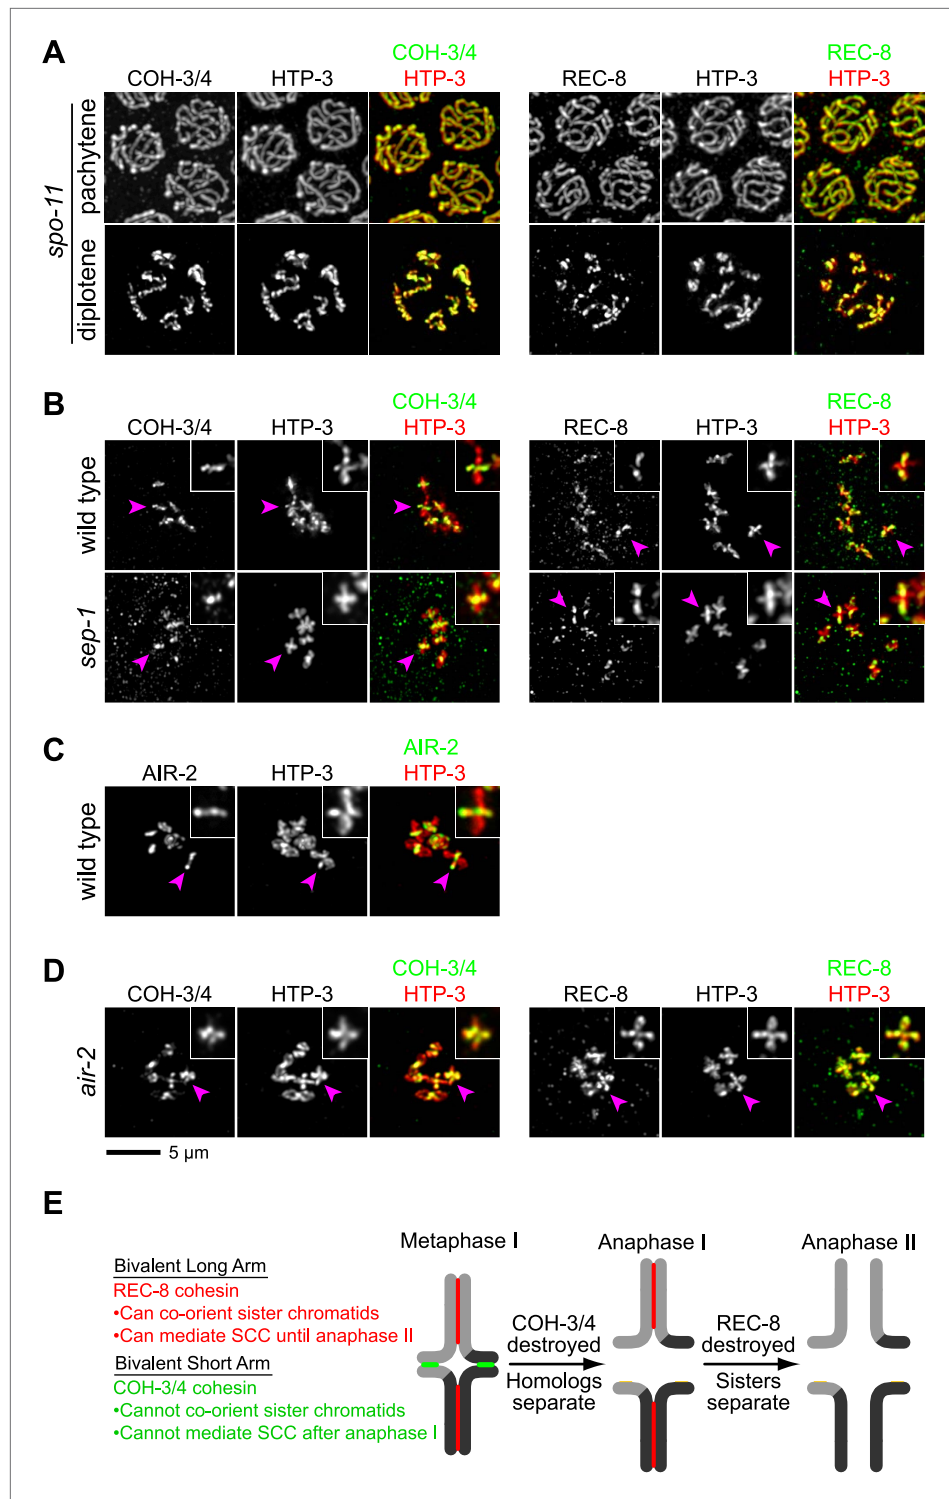 A
COH-3/4 HTP-3 COH-3/4 HTP-3
REC-8 HTP-3 REC-8 HTP-3
spo-11
pachytene
diplotene
B
COH-3/4 HTP-3 COH-3/4 HTP-3
REC-8 HTP-3 REC-8 HTP-3
wild type
sep-1
C
AIR-2 HTP-3 AIR-2 HTP-3
wild type
D
COH-3/4 HTP-3 COH-3/4 HTP-3
REC-8 HTP-3 REC-8 HTP-3
air-2
5 µm
E
Bivalent Long Arm
REC-8 cohesin
•Can co-orient sister chromatids
•Can mediate SCC until anaphase II
Bivalent Short Arm
COH-3/4 cohesin
•Cannot co-orient sister chromatids
•Cannot mediate SCC after anaphase I
Metaphase I
COH-3/4
destroyed
Homologs
separate
Anaphase I
REC-8
destroyed
Sisters
separate
Anaphase II